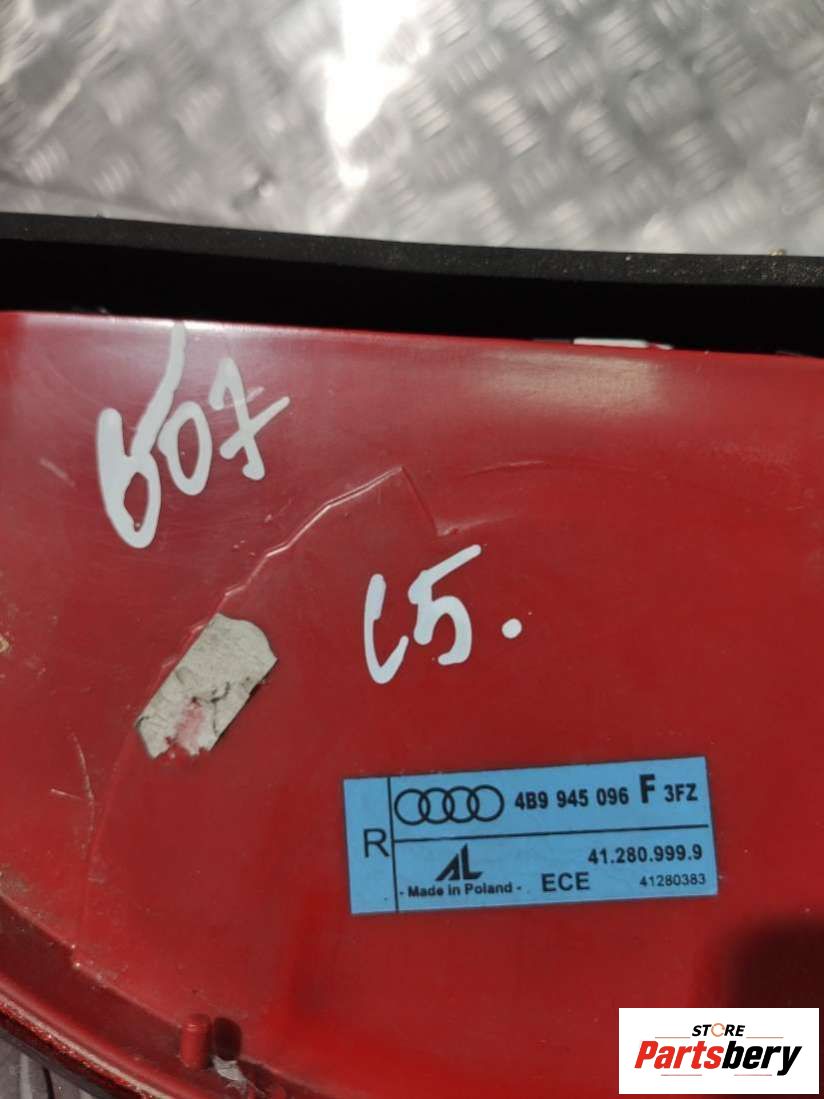 607
C5.
R
4B9 945 096 F 3FZ
AL
41.280.999.9
- Made in Poland - ECE 41280383
STORE
Partsbery